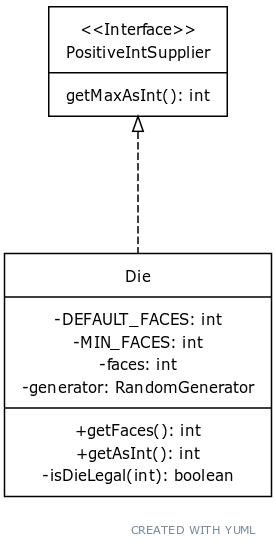 <<Interface>>
PositiveIntSupplier
getMaxAsInt(): int
Die
-DEFAULT_FACES: int
-MIN_FACES: int
-faces: int
-generator: RandomGenerator
+getFaces(): int
+getAsInt(): int
-isDieLegal(int): boolean
CREATED WITH YUML